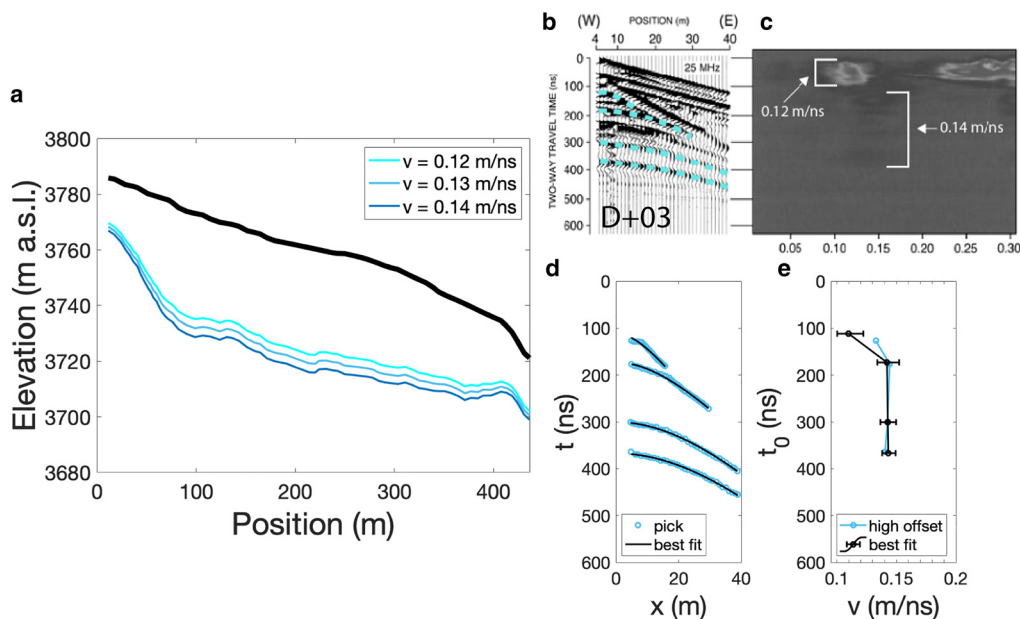 a
3800
3780
3760
3740
3720
3700
3680
0
100
200
300
400
Elevation (m a.s.l.)
Position (m)
v = 0.12 m/ns
v = 0.13 m/ns
v = 0.14 m/ns
b
(W)
POSITION (m)
(E)
4
10
20
30
40
25 MHz
TWO-WAY TRAVEL TIME (ns)
0
100
200
300
400
500
600
D+03
c
0.12 m/ns
0.14 m/ns
0.05
0.10
0.15
0.20
0.25
0.30
d
0
100
200
300
400
500
600
t (ns)
0
20
40
x (m)
pick
best fit
e
0
100
200
300
400
500
600
t0 (ns)
0.1
0.15
0.2
v (m/ns)
high offset
best fit